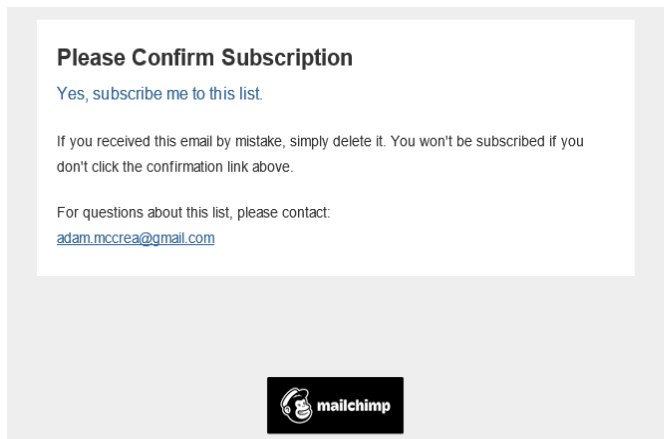 Please Confirm Subscription
Yes, subscribe me to this list.
If you received this email by mistake, simply delete it. You won't be subscribed if you
don't click the confirmation link above.
For questions about this list, please contact:
adam.mccrea@gmail.com
mailchimp